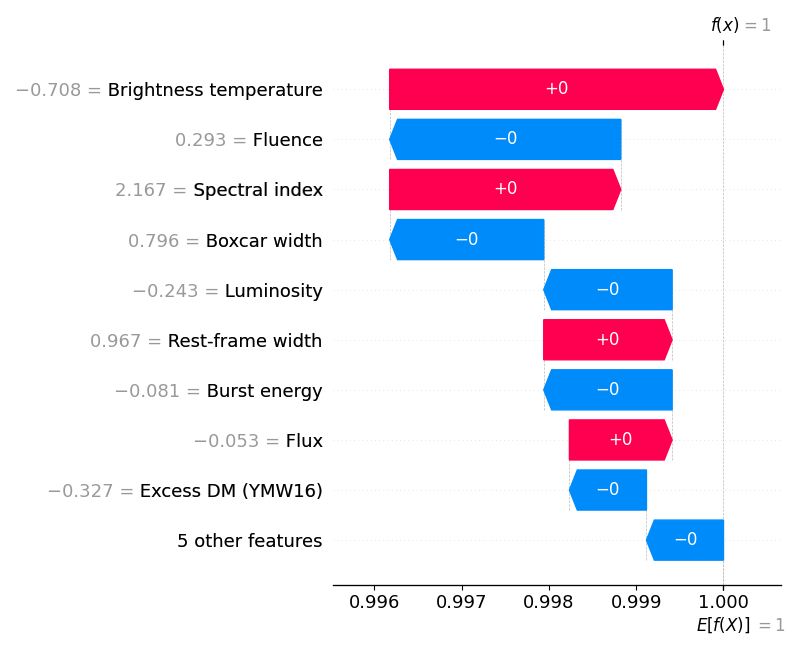 f(x) = 1
−0.708 = Brightness temperature
+0
0.293 = Fluence
−0
2.167 = Spectral index
+0
0.796 = Boxcar width
−0
−0.243 = Luminosity
−0
0.967 = Rest-frame width
+0
−0.081 = Burst energy
−0
−0.053 = Flux
+0
−0.327 = Excess DM (YMW16)
−0
5 other features
−0
0.996 0.997 0.998 0.999 1.000
E[f(X)] = 1